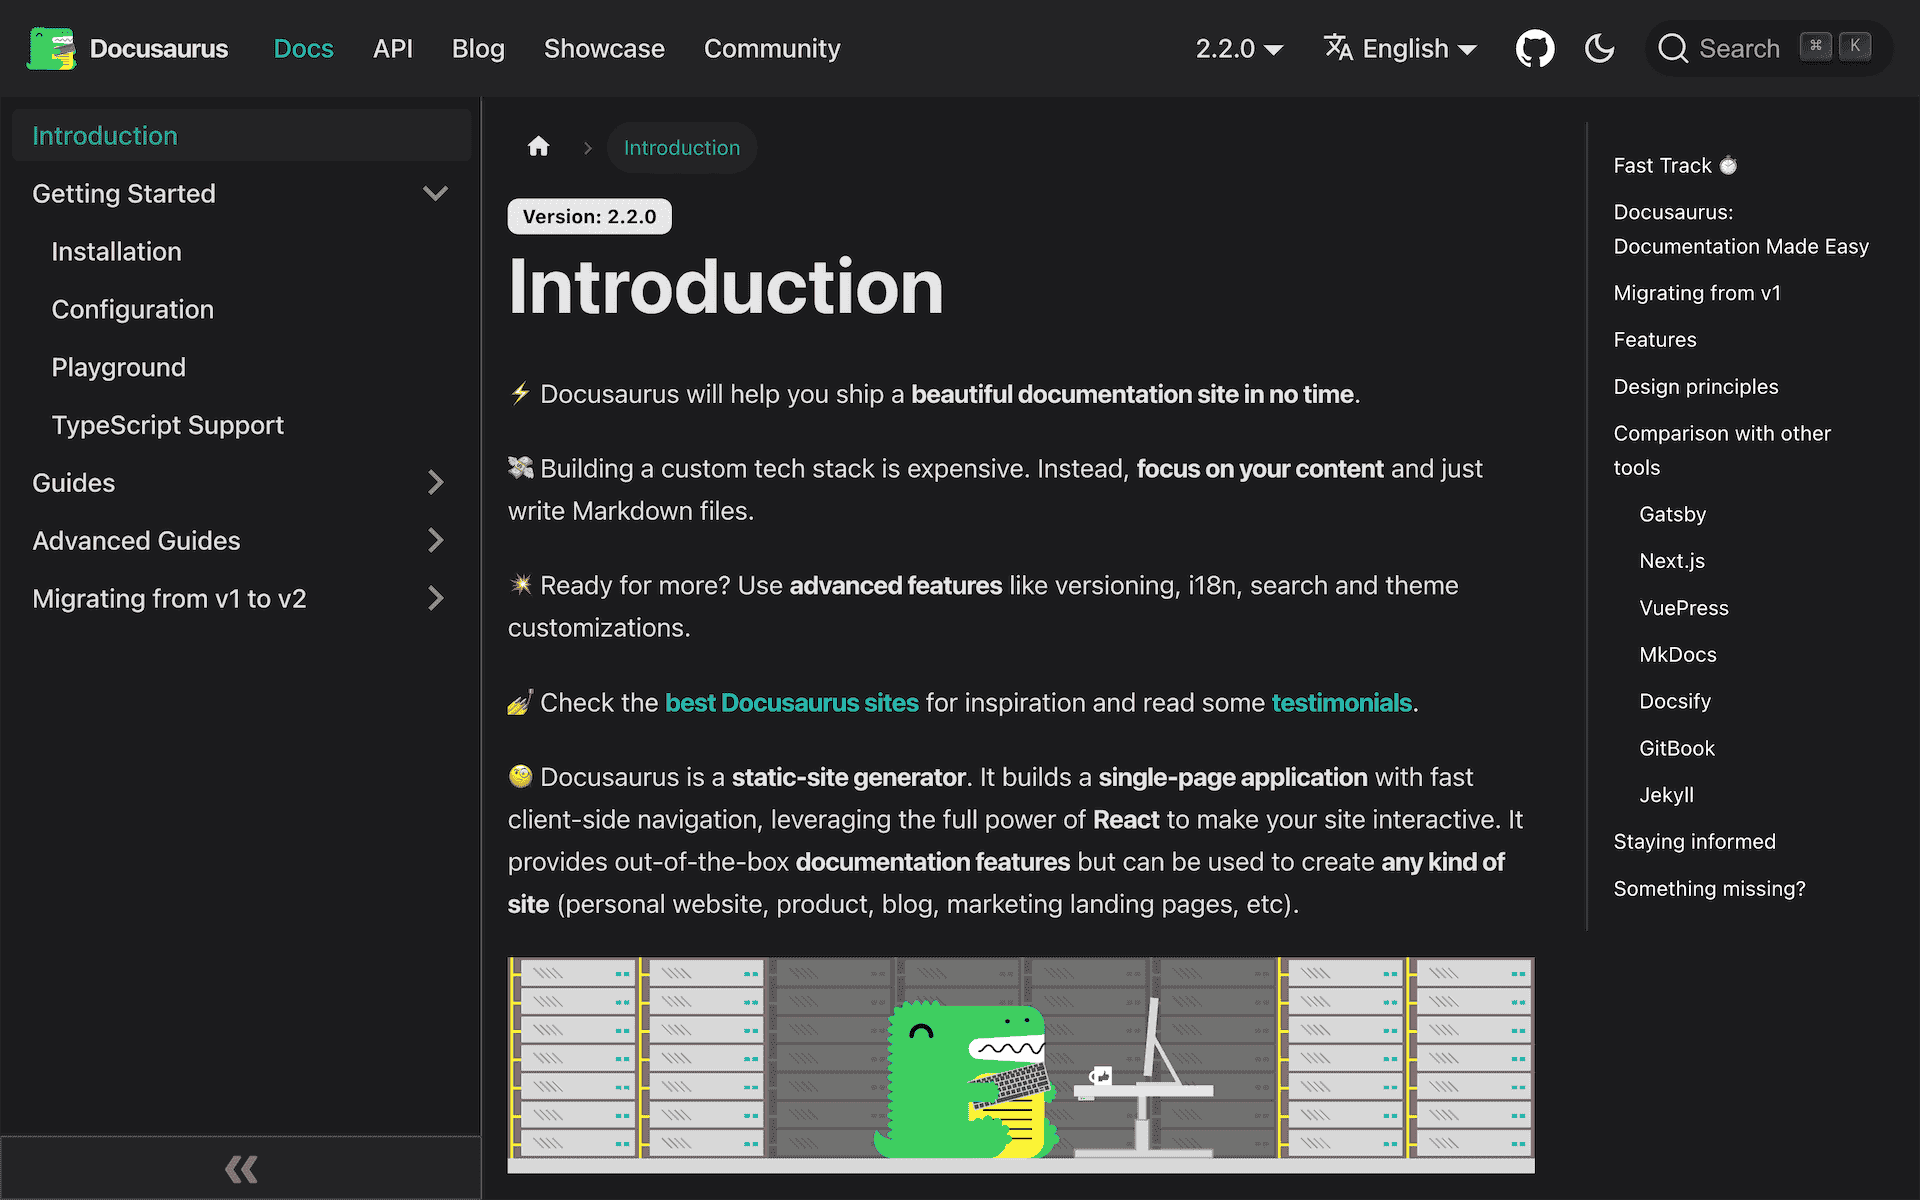 Docusaurus Docs API Blog Showcase Community 2.2.0 English Search ⌘ K
Introduction
Getting Started
Installation
Configuration
Playground
TypeScript Support
Guides
Advanced Guides
Migrating from v1 to v2
Introduction
Version: 2.2.0
Introduction
⚡ Docusaurus will help you ship a beautiful documentation site in no time.
💸 Building a custom tech stack is expensive. Instead, focus on your content and just
write Markdown files.
💥 Ready for more? Use advanced features like versioning, i18n, search and theme
customizations.
💅 Check the best Docusaurus sites for inspiration and read some testimonials.
🧐 Docusaurus is a static-site generator. It builds a single-page application with fast
client-side navigation, leveraging the full power of React to make your site interactive. It
provides out-of-the-box documentation features but can be used to create any kind of
site (personal website, product, blog, marketing landing pages, etc).
Fast Track ⏱️
Docusaurus:
Documentation Made Easy
Migrating from v1
Features
Design principles
Comparison with other
tools
Gatsby
Next.js
VuePress
MkDocs
Docsify
GitBook
Jekyll
Staying informed
Something missing?